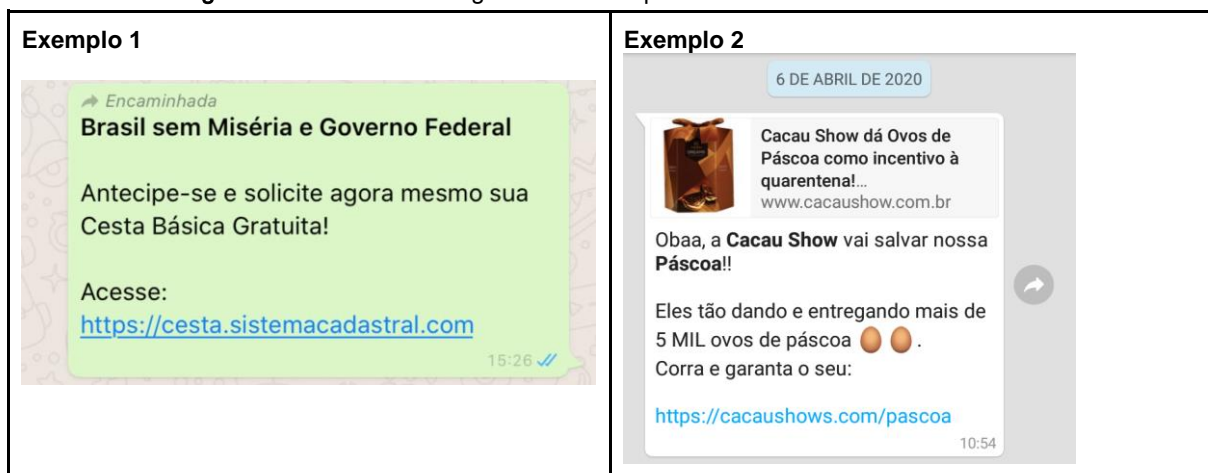 Exemplo 1
Encaminhada
Brasil sem Miséria e Governo Federal
Antecipe-se e solicite agora mesmo sua
Cesta Básica Gratuita!
Acesse:
https://cesta.sistemacadastral.com
15:26
Exemplo 2
6 DE ABRIL DE 2020
Cacau Show dá Ovos de
Páscoa como incentivo à
quarentena!...
www.cacaushow.com.br
Obaa, a Cacau Show vai salvar nossa
Páscoa!!
Eles tão dando e entregando mais de
5 MIL ovos de páscoa 🥚 🥚 .
Corra e garanta o seu:
https://cacaushows.com/pascoa
10:54